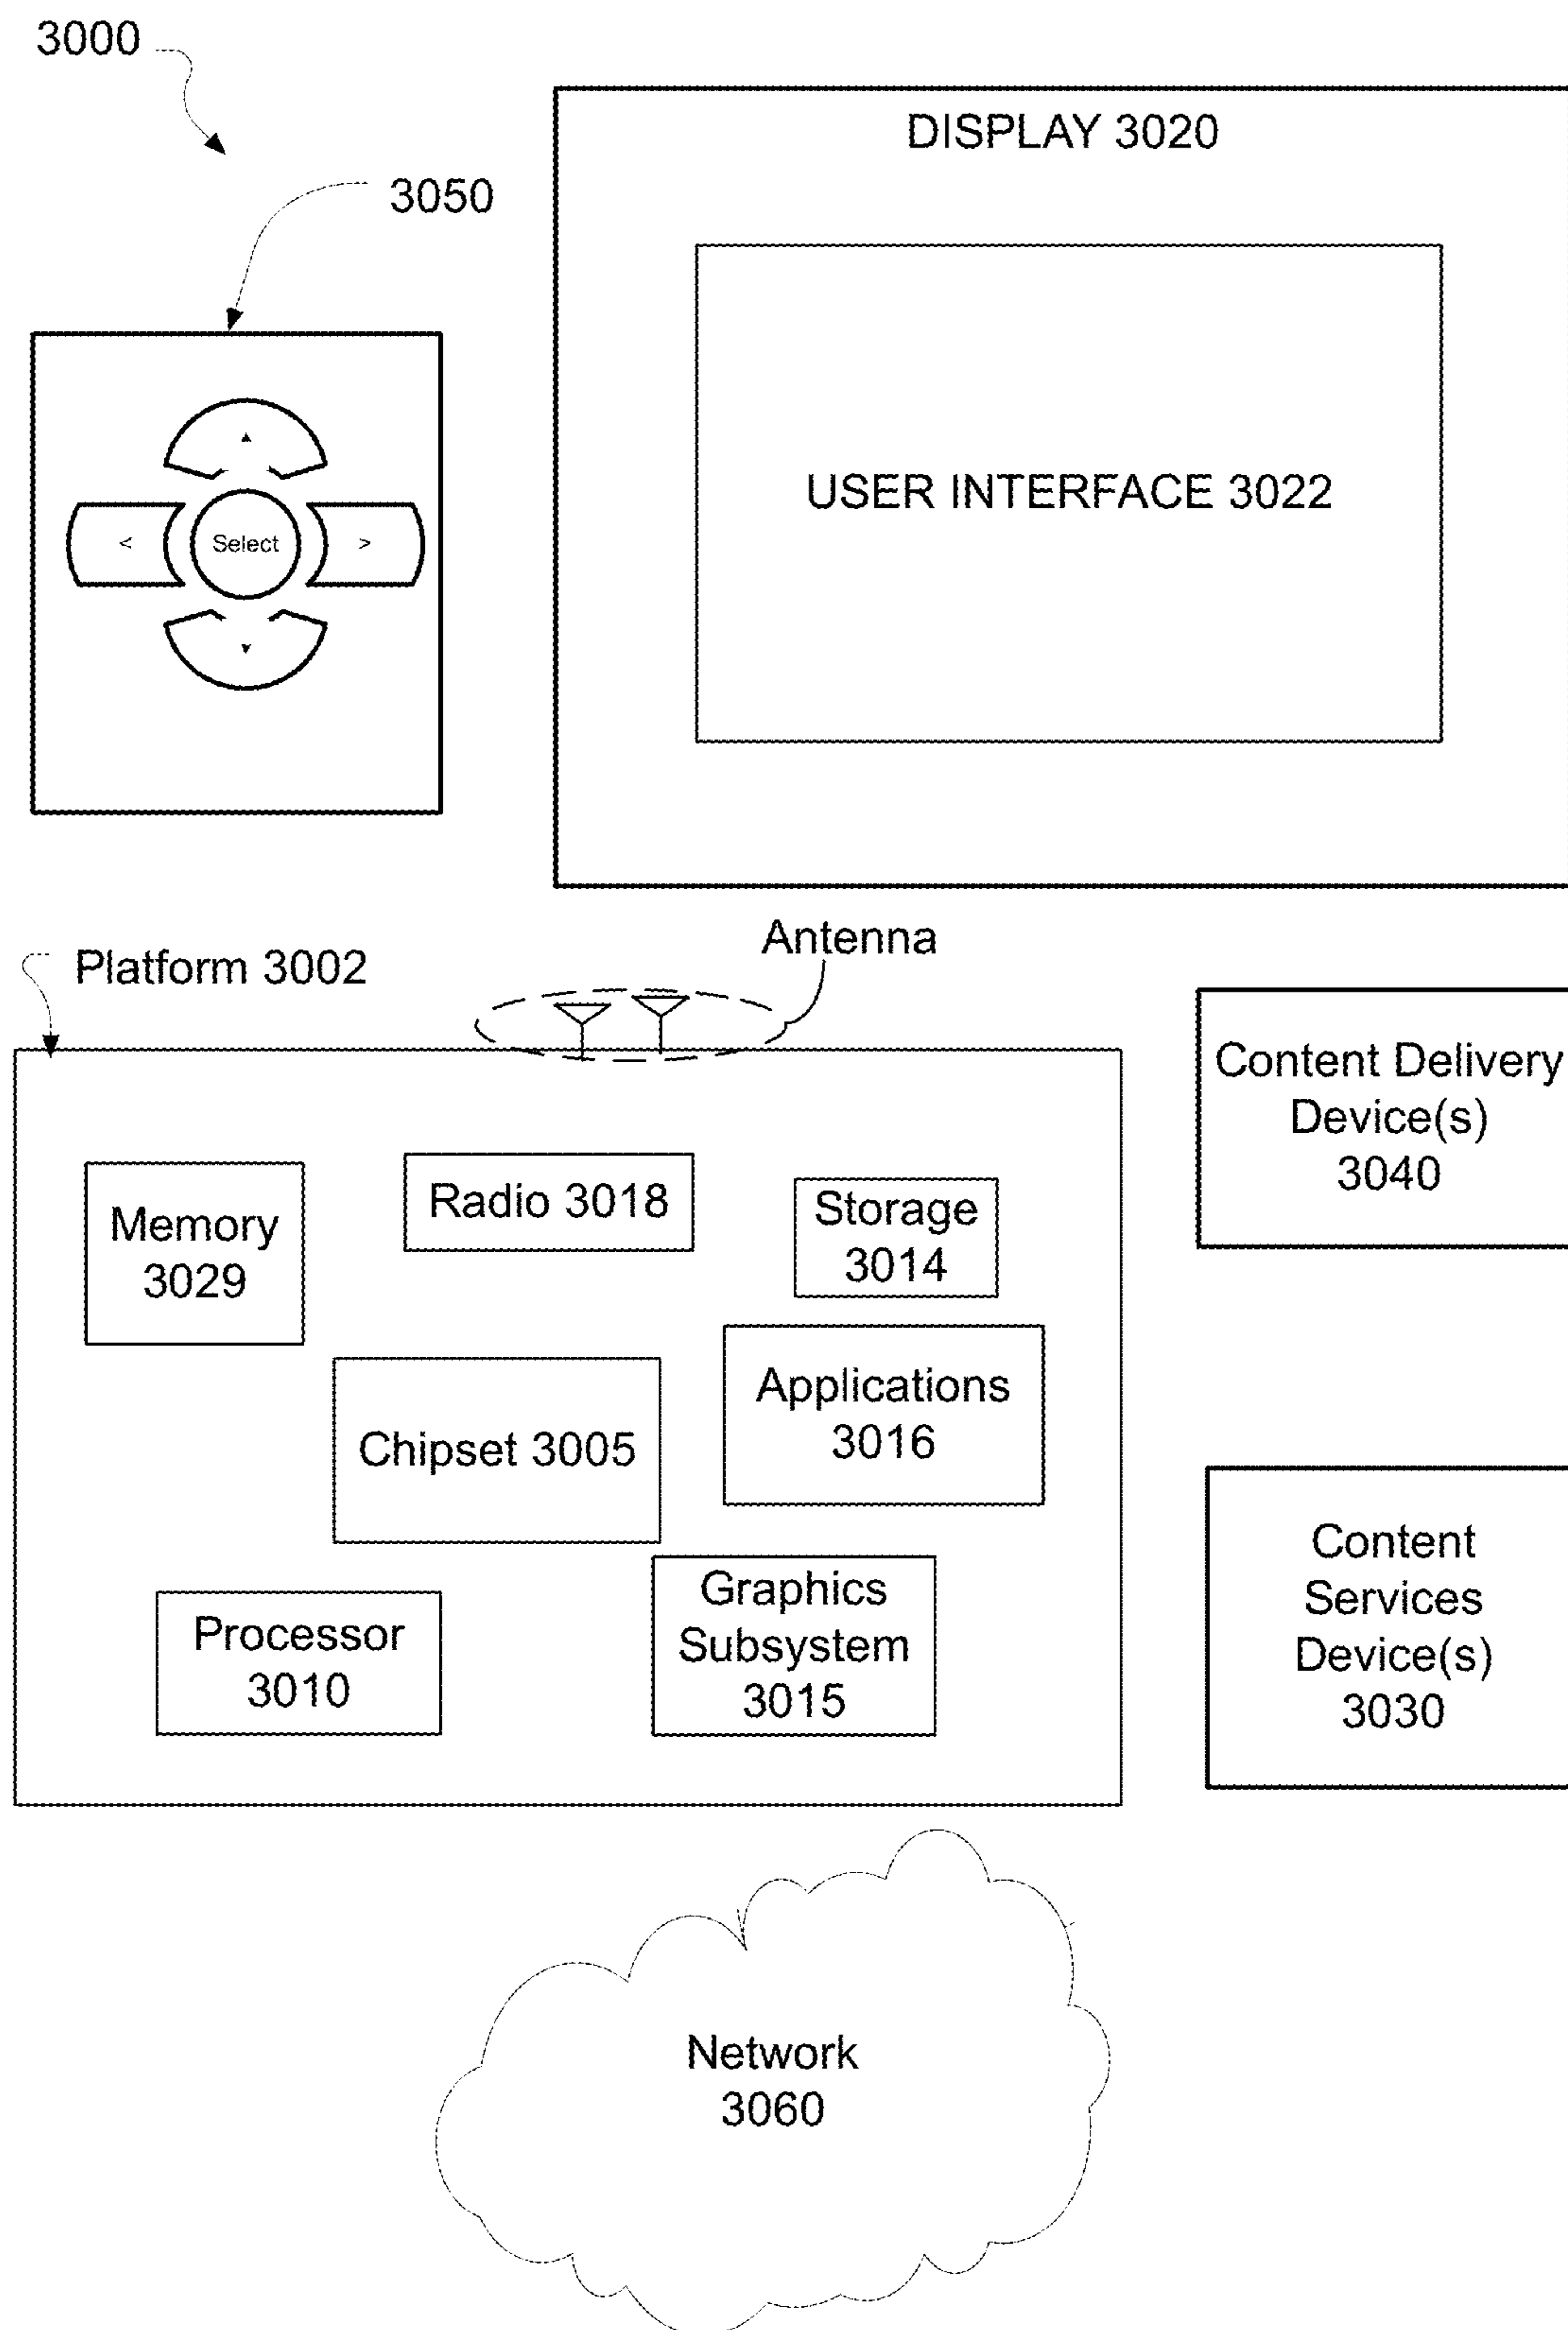 3000
DISPLAY 3020
3050
USER INTERFACE 3022
<
Select
>
Antenna
Platform 3002
Content Delivery
Device(s)
3040
Memory
3029
Radio 3018
Storage
3014
Chipset 3005
Applications
3016
Content
Services
Device(s)
3030
Processor
3010
Graphics
Subsystem
3015
Network
3060